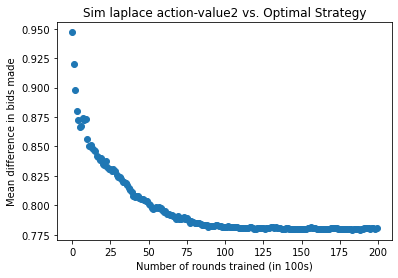 Sim laplace action-value2 vs. Optimal Strategy
Mean difference in bids made
0.950
0.925
0.900
0.875
0.850
0.825
0.800
0.775
0 25 50 75 100 125 150 175 200
Number of rounds trained (in 100s)